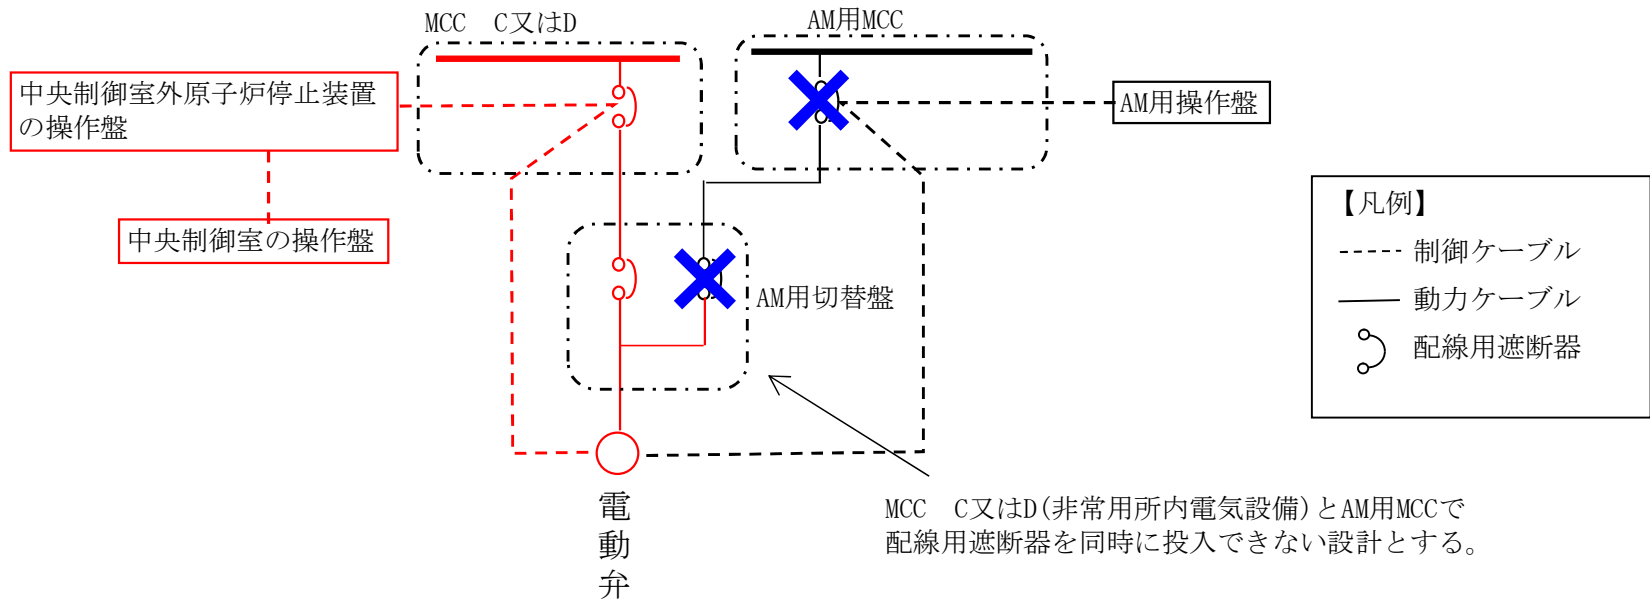 MCC　C又はD
AM用MCC
中央制御室外原子炉停止装置
の操作盤
AM用操作盤
中央制御室の操作盤
【凡例】
制御ケーブル
動力ケーブル
配線用遮断器
AM用切替盤
電動弁
MCC　C又はD(非常用所内電気設備)とAM用MCCで
配線用遮断器を同時に投入できない設計とする。